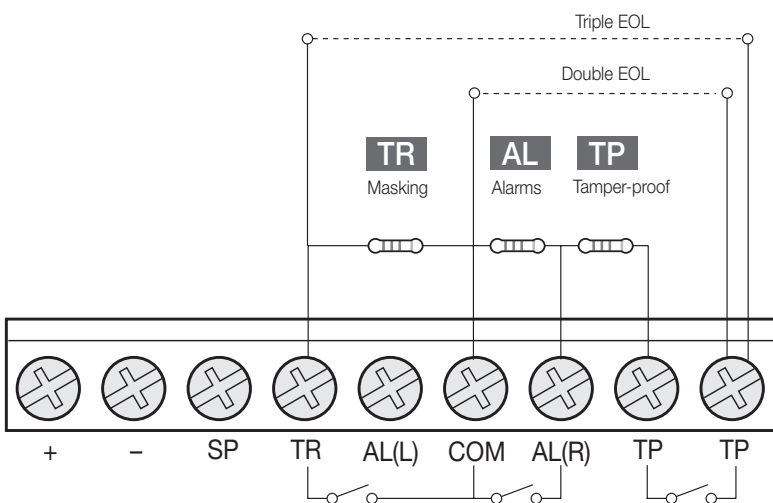 Triple EOL
Double EOL
TR AL TP
Masking Alarms Tamper-proof
+ – SP TR AL(L) COM AL(R) TP TP